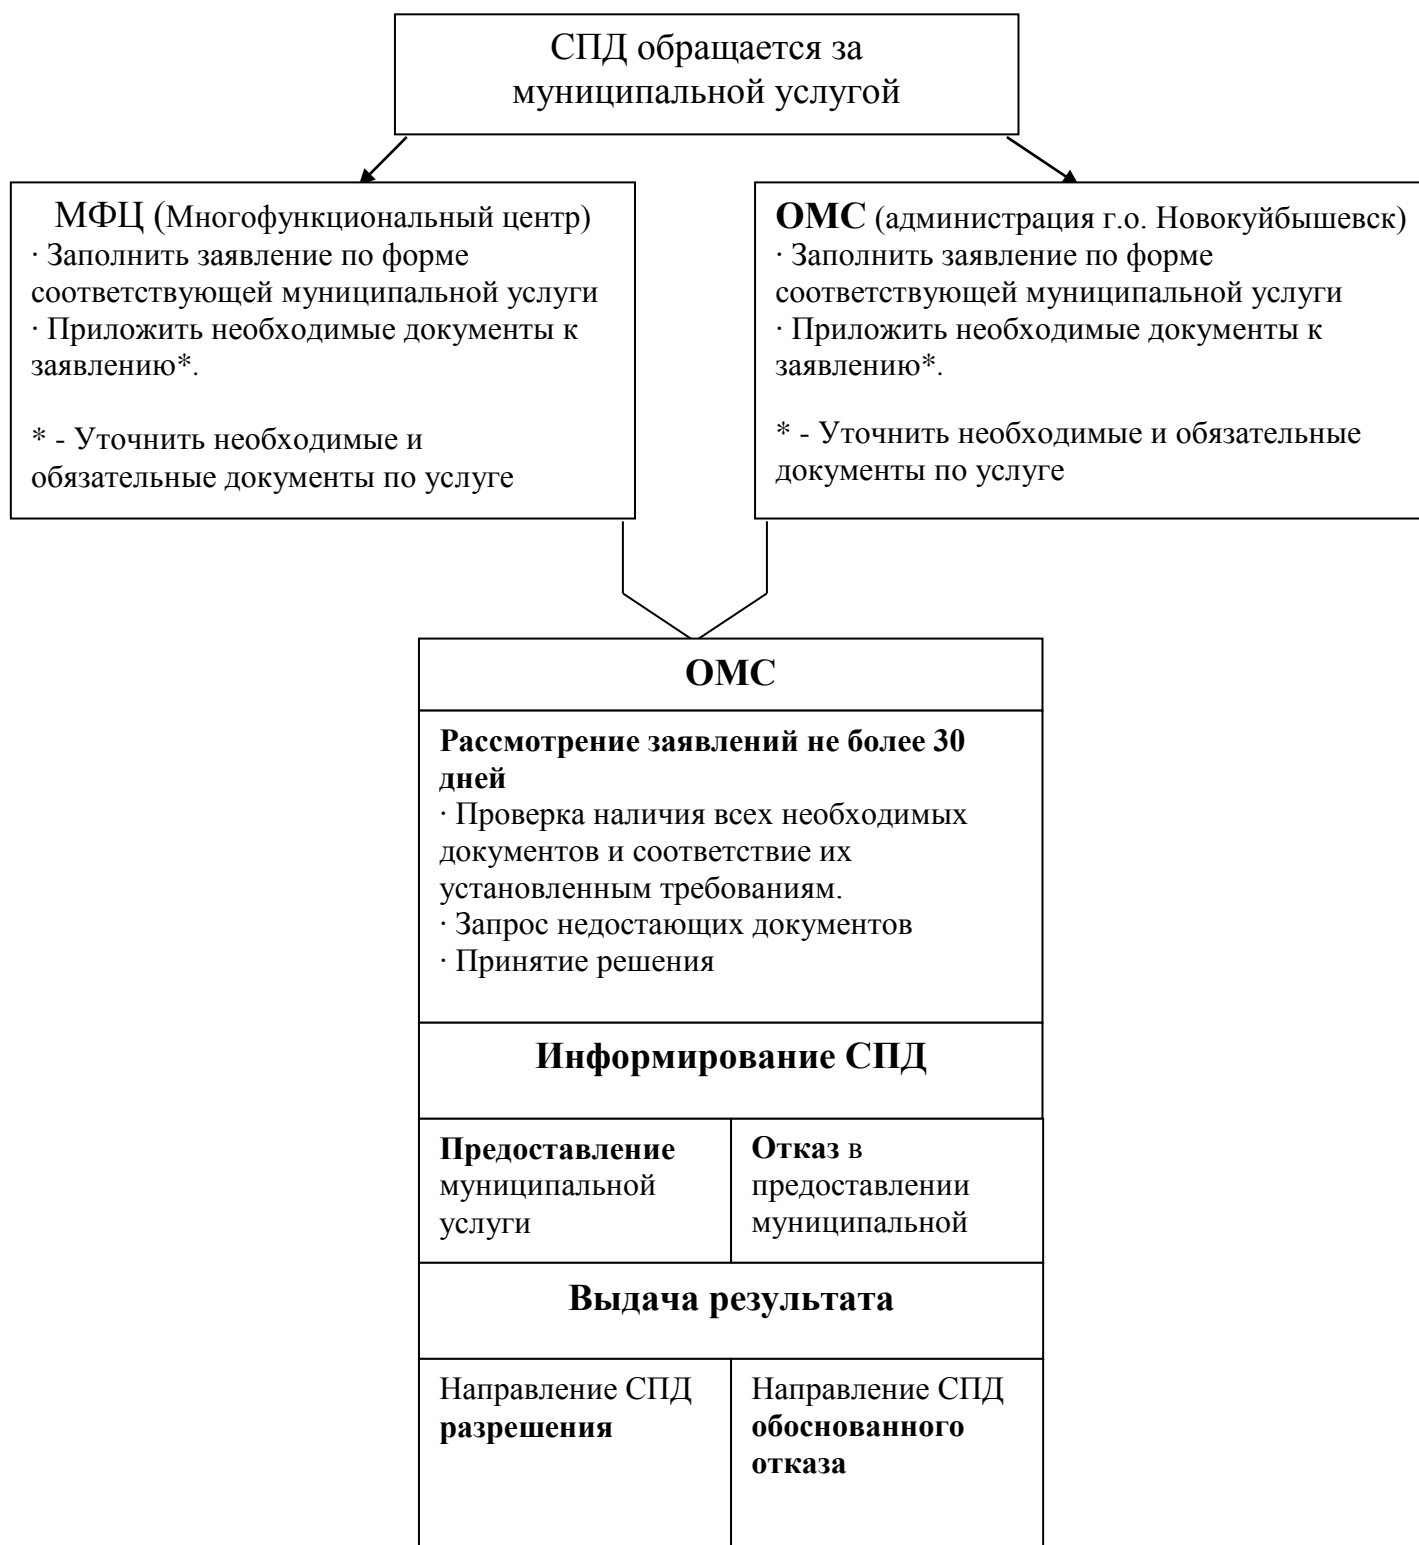 СПД обращается за
муниципальной услугой
МФЦ (Многофункциональный центр)
· Заполнить заявление по форме
соответствующей муниципальной услуги
· Приложить необходимые документы к
заявлению*.
* - Уточнить необходимые и
обязательные документы по услуге
ОМС (администрация г.о. Новокуйбышевск)
· Заполнить заявление по форме
соответствующей муниципальной услуги
· Приложить необходимые документы к
заявлению*.
* - Уточнить необходимые и обязательные
документы по услуге
ОМС
Рассмотрение заявлений не более 30
дней
· Проверка наличия всех необходимых
документов и соответствие их
установленным требованиям.
· Запрос недостающих документов
· Принятие решения
Информирование СПД
Предоставление
муниципальной
услуги
Отказ в
предоставлении
муниципальной
Выдача результата
Направление СПД
разрешения
Направление СПД
обоснованного
отказа